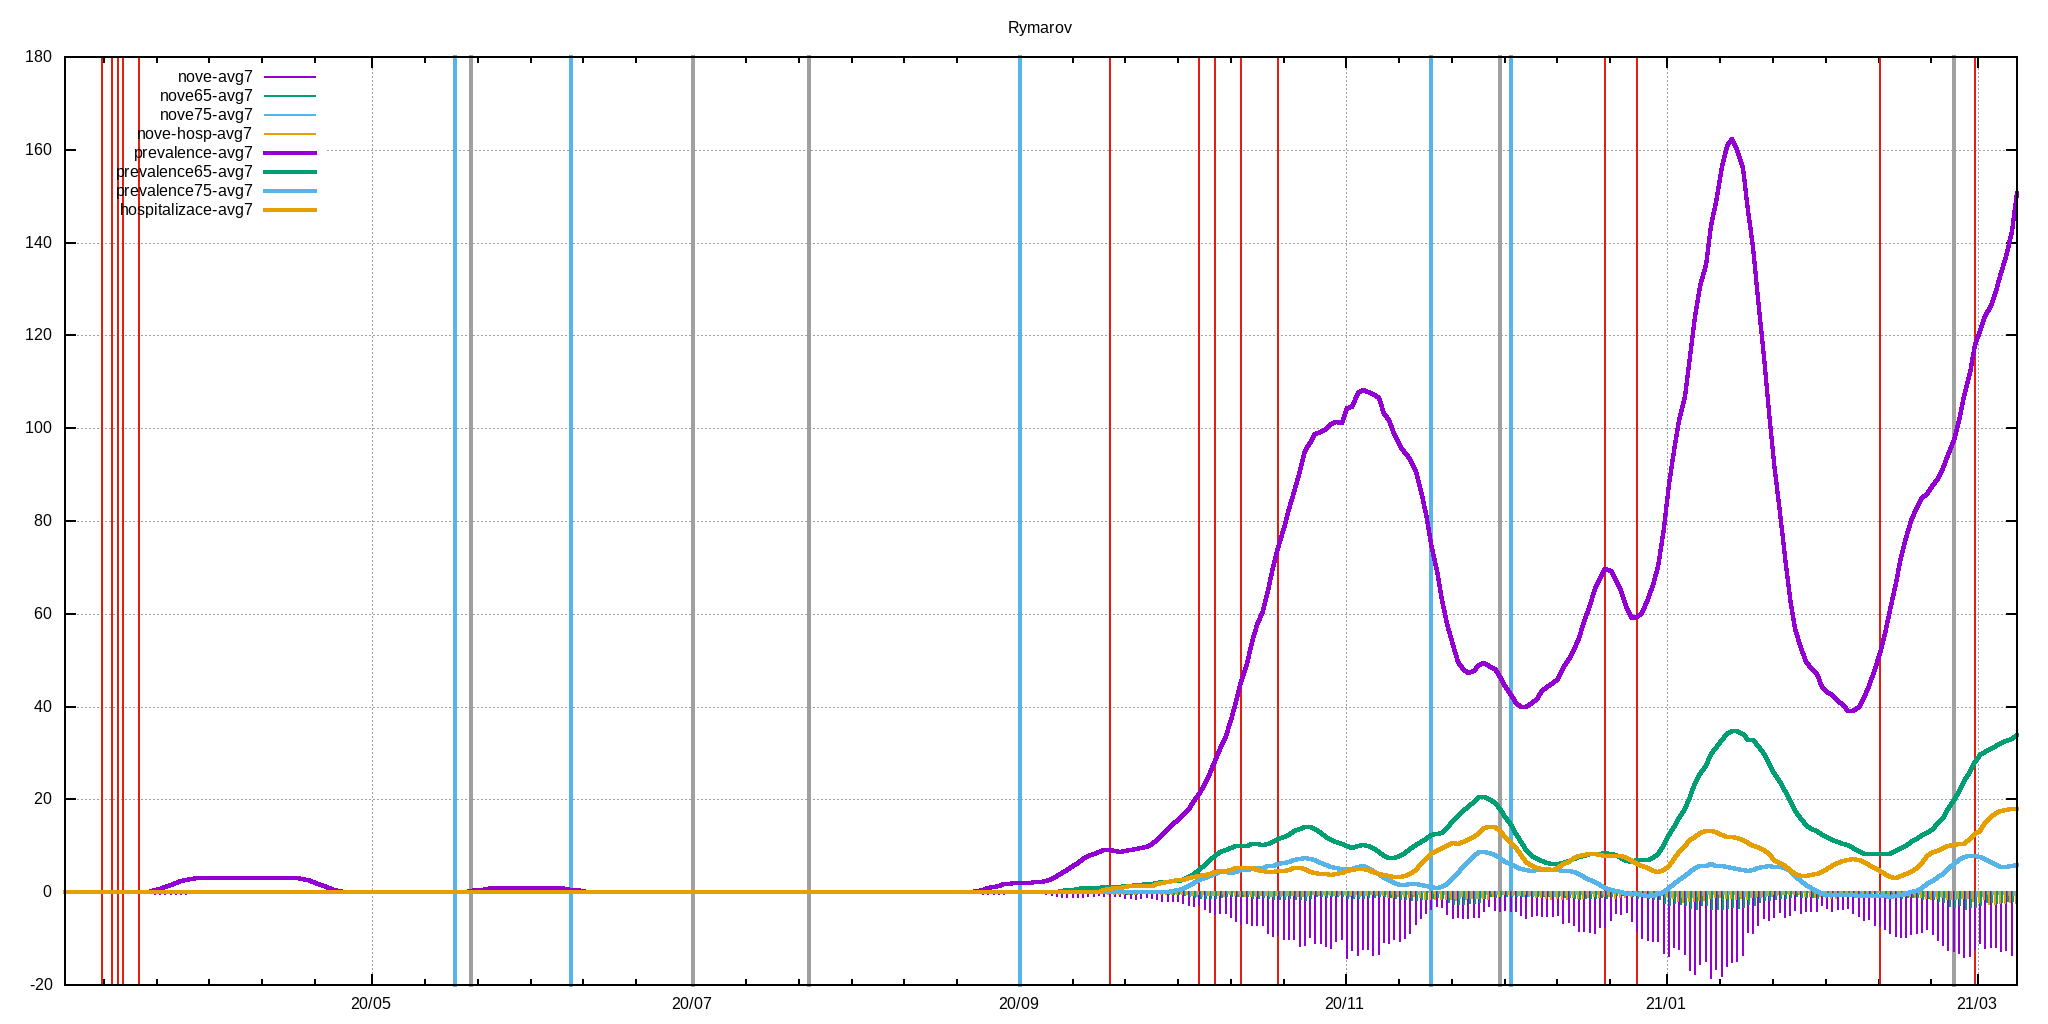 Rymarov
180
160
140
120
100
80
60
40
20
0
-20
nove-avg7
nove65-avg7
nove75-avg7
nove-hosp-avg7
prevalence-avg7
prevalence65-avg7
prevalence75-avg7
hospitalizace-avg7
20/05 20/07 20/09 20/11 21/01 21/03